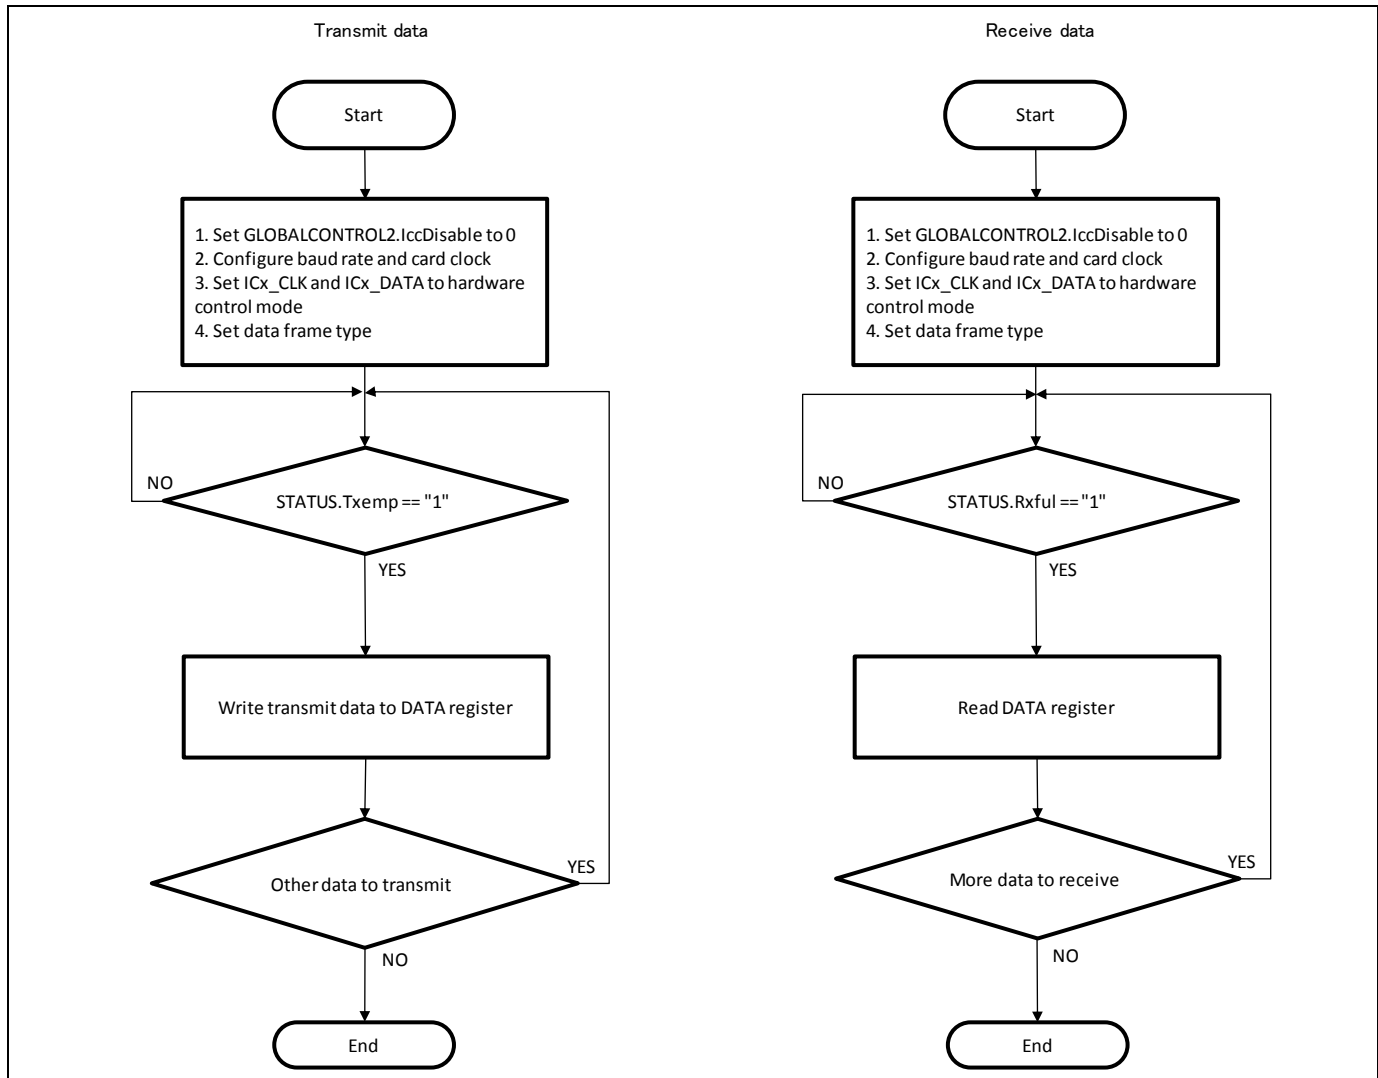 Transmit data
Start
1. Set GLOBALCONTROL2.IccDisable to 0
2. Configure baud rate and card clock
3. Set ICx_CLK and ICx_DATA to hardware
control mode
4. Set data frame type
NO
STATUS.Txemp == "1"
YES
Write transmit data to DATA register
YES
Other data to transmit
NO
End
Receive data
Start
1. Set GLOBALCONTROL2.IccDisable to 0
2. Configure baud rate and card clock
3. Set ICx_CLK and ICx_DATA to hardware
control mode
4. Set data frame type
NO
STATUS.Rxful == "1"
YES
Read DATA register
YES
More data to receive
NO
End